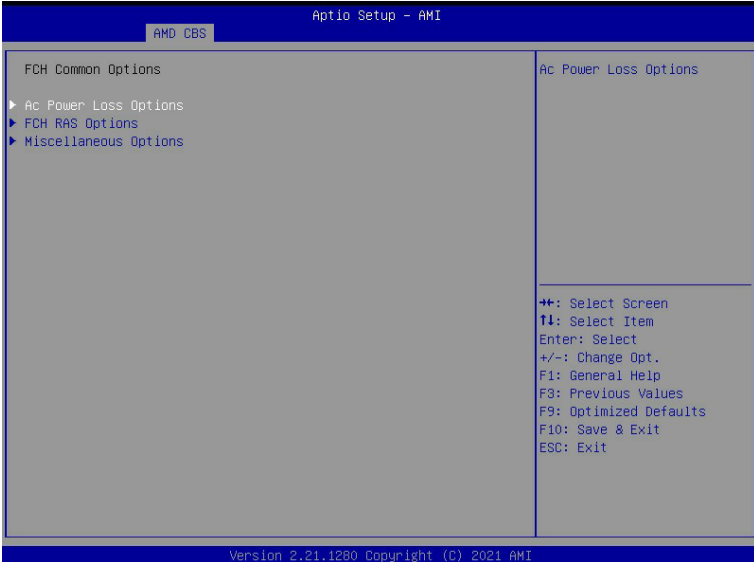 Aptio Setup – AMI
AMD CBS
FCH Common Options
Ac Power Loss Options
FCH RAS Options
Miscellaneous Options
Ac Power Loss Options
→←: Select Screen
↑↓: Select Item
Enter: Select
+/-: Change Opt.
F1: General Help
F3: Previous Values
F9: Optimized Defaults
F10: Save & Exit
ESC: Exit
Version 2.21.1280 Copyright (C) 2021 AMI